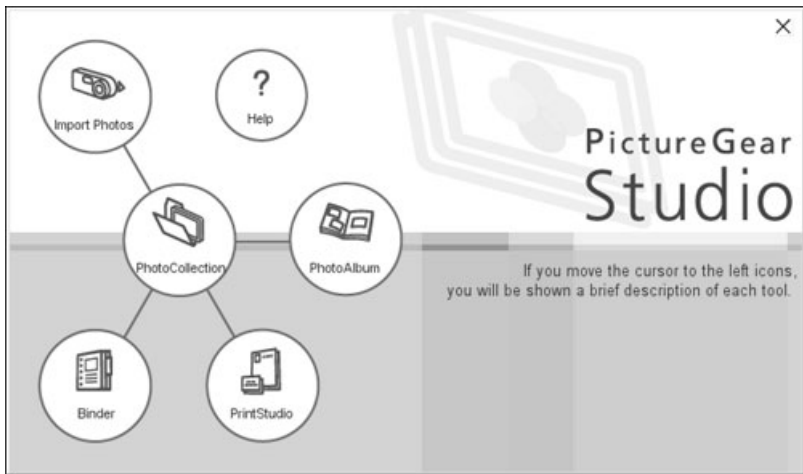 Import Photos
?
Help
PictureGear
Studio
PhotoCollection
PhotoAlbum
If you move the cursor to the left icons,
you will be shown a brief description of each tool.
Binder
PrintStudio